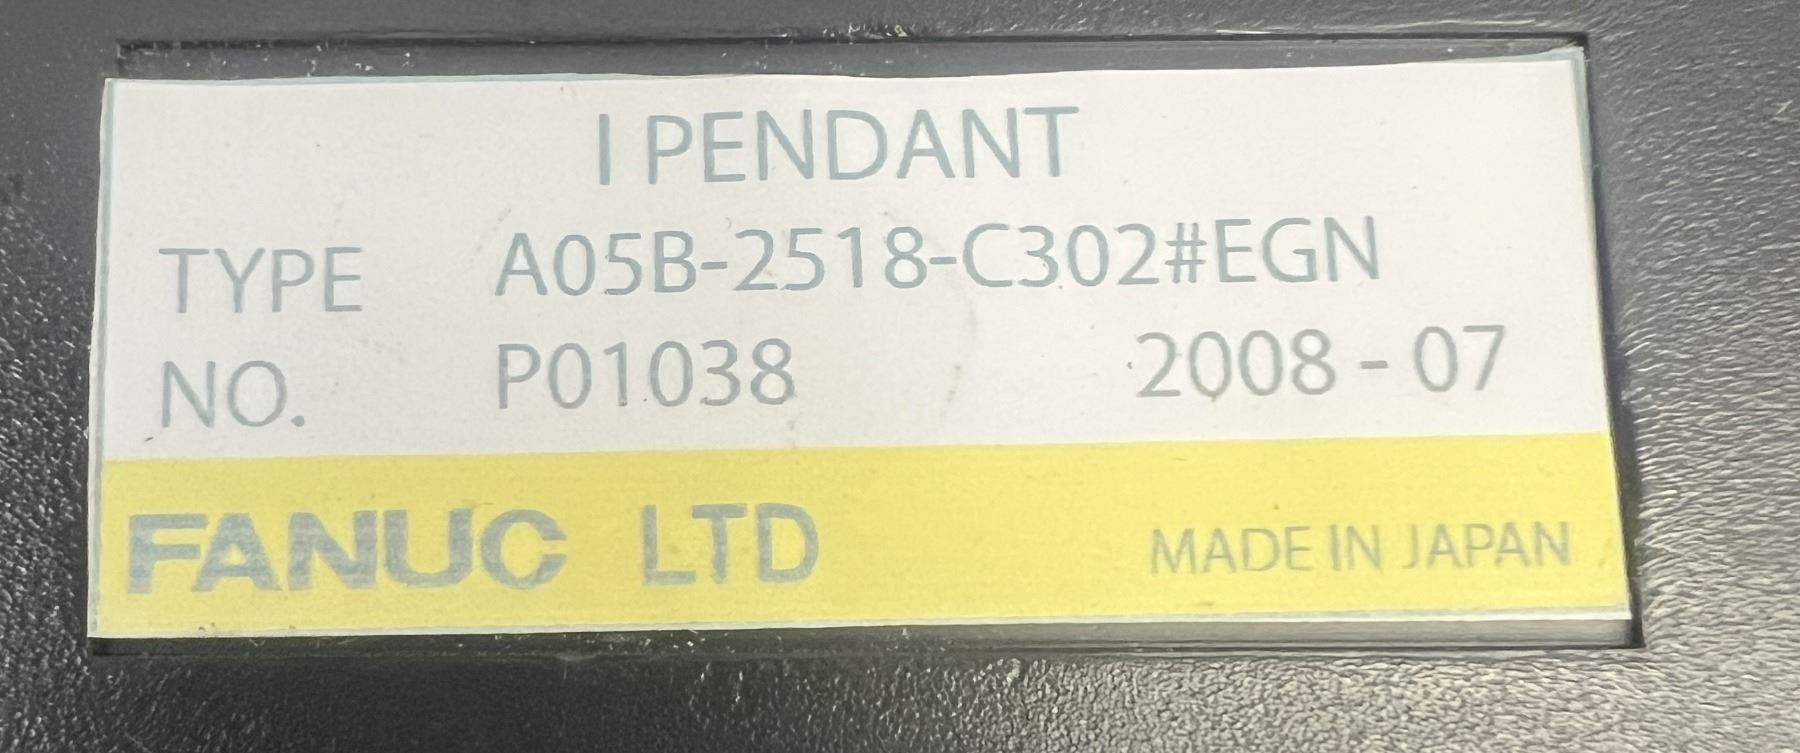 I PENDANT
TYPE A05B-2518-C302#EGN
NO. P01038 2008-07
FANUC LTD MADE IN JAPAN